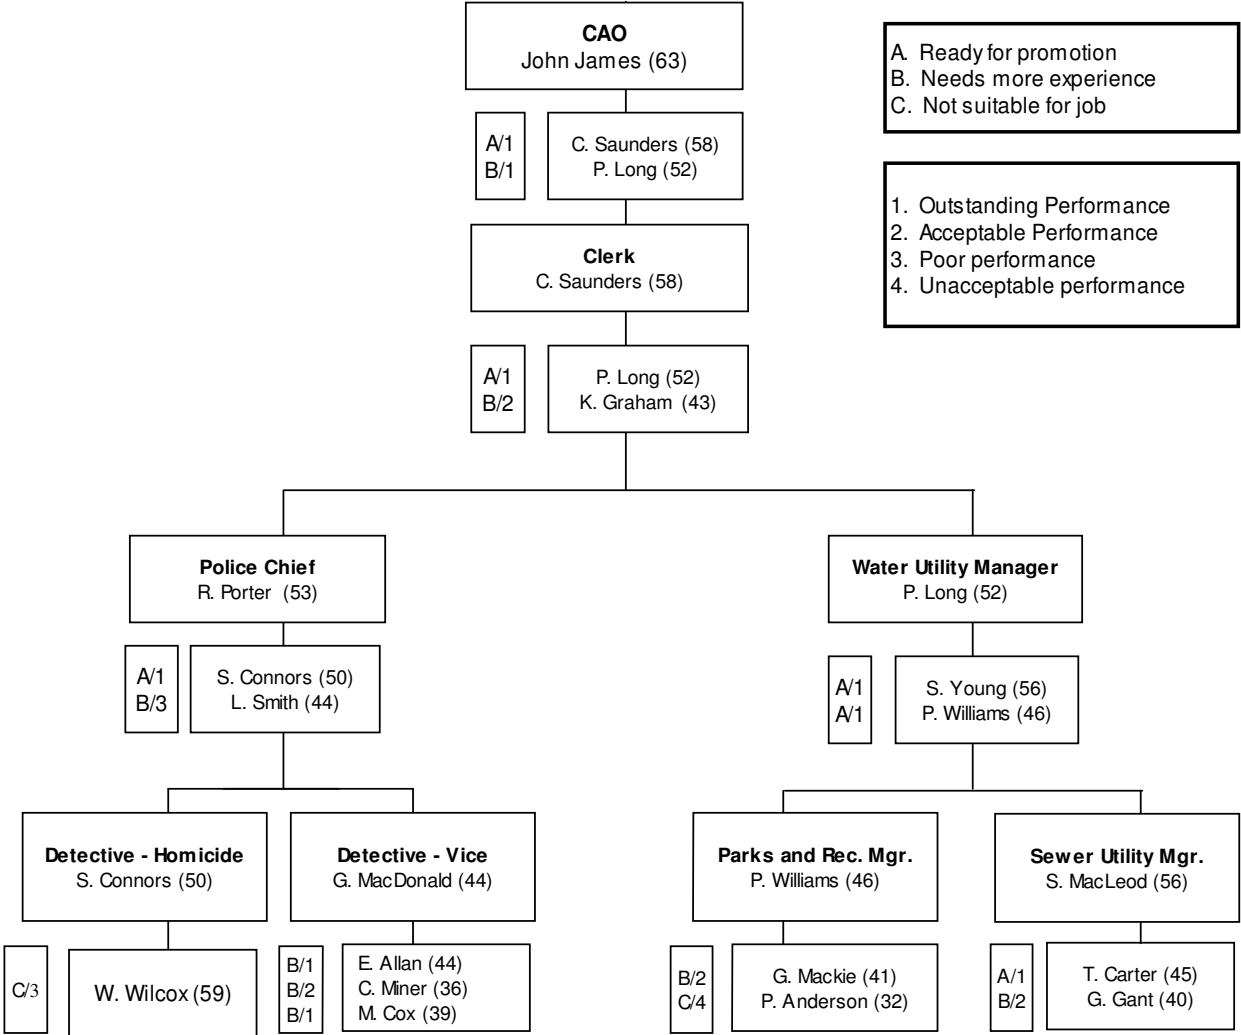 CAO
John James (63)
A. Ready for promotion
B. Needs more experience
C. Not suitable for job
A/1
B/1
C. Saunders (58)
P. Long (52)
1. Outstanding Performance
2. Acceptable Performance
3. Poor performance
4. Unacceptable performance
Clerk
C. Saunders (58)
A/1
B/2
P. Long (52)
K. Graham (43)
Police Chief
R. Porter (53)
Water Utility Manager
P. Long (52)
A/1
B/3
S. Connors (50)
L. Smith (44)
A/1
A/1
S. Young (56)
P. Williams (46)
Detective - Homicide
S. Connors (50)
Detective - Vice
G. MacDonald (44)
Parks and Rec. Mgr.
P. Williams (46)
Sewer Utility Mgr.
S. MacLeod (56)
C/3
W. Wilcox (59)
B/1
B/2
B/1
E. Allan (44)
C. Miner (36)
M. Cox (39)
B/2
C/4
G. Mackie (41)
P. Anderson (32)
A/1
B/2
T. Carter (45)
G. Gant (40)